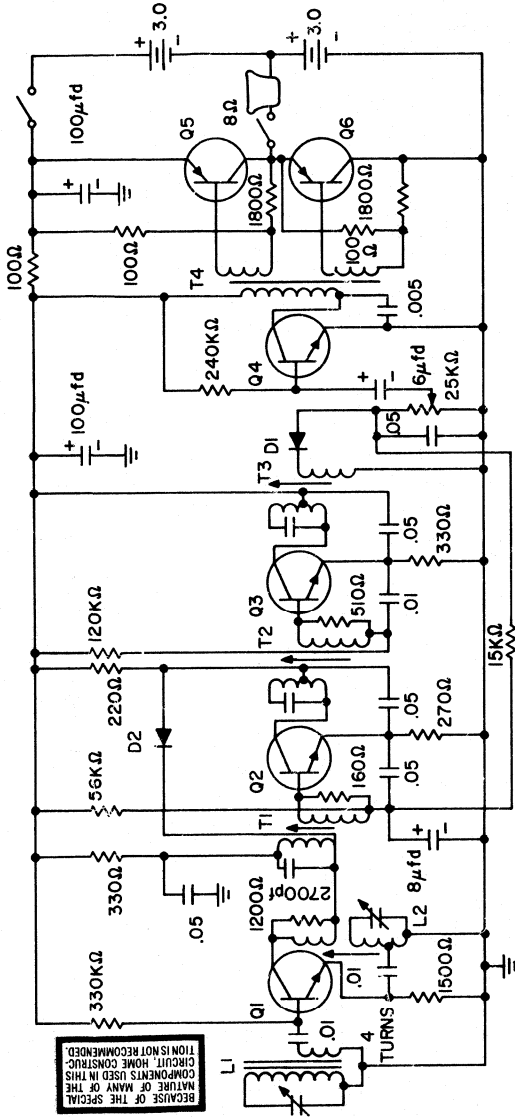 BECAUSE OF THE SPECIAL
NATURE OF MANY OF THE
COMPONENTS USED IN THIS
CIRCUIT, HOME CONSTRUC-
TION IS NOT RECOMMENDED.
330KΩ
330Ω
56KΩ
220Ω
120KΩ
100μfd
100Ω
100Ω
100μfd
3.0
3.0
+
-
+
-
+
-
+
-
+
-
+
-
D2
.05
240KΩ
T4
Q5
8Ω
Q6
1800Ω
100
Ω
1800Ω
L1
Q1
1200Ω
2700pf
T1
Q2
160Ω
T2
Q3
510Ω
T3
D1
Q4
.005
.01
4
TURNS
.01
L2
1500Ω
8μfd
.05
.05
270Ω
.01
.05
330Ω
.05
6μfd
25KΩ
15KΩ